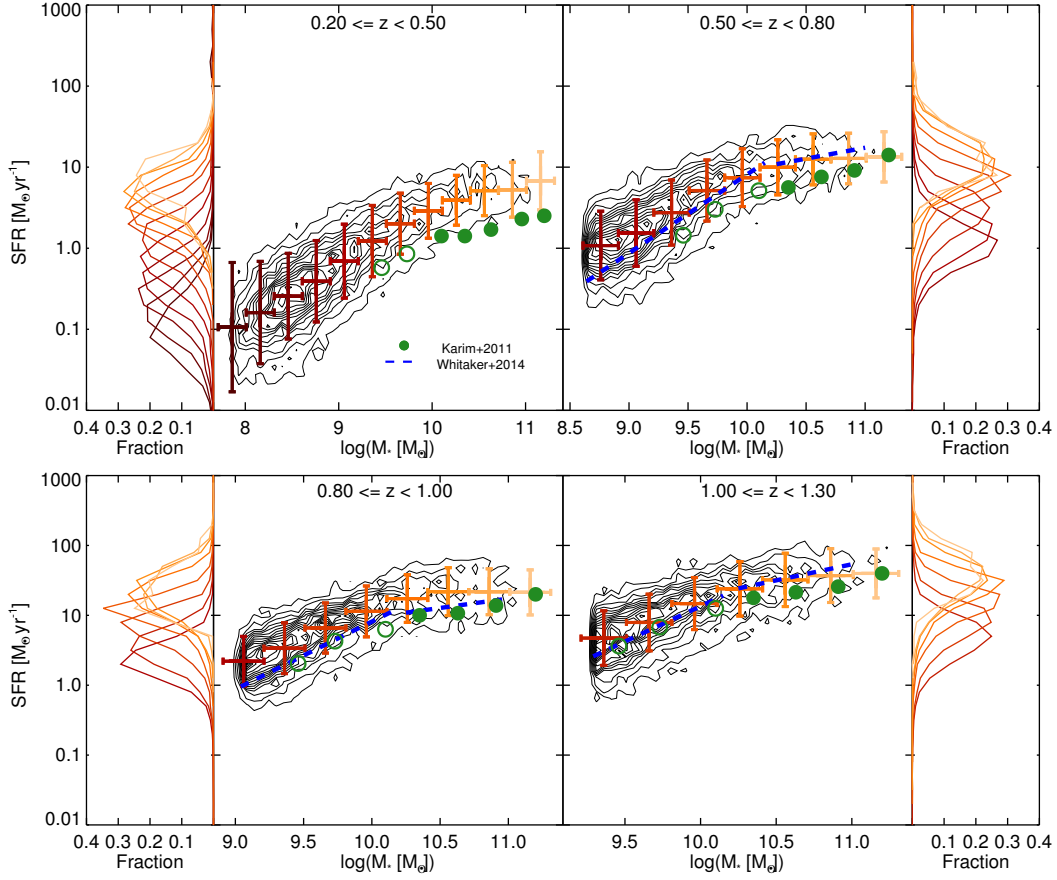 0.20 <= z < 0.50
0.50 <= z < 0.80
1000
100
10
1.0
0.1
0.01
SFR [M☉yr⁻¹]
Karim+2011
Whitaker+2014
0.4 0.3 0.2 0.1
8 9 10 11
8.5 9.0 9.5 10.0 10.5 11.0
0.1 0.2 0.3 0.4
Fraction
log(M* [M☉])
log(M* [M☉])
Fraction
0.80 <= z < 1.00
1.00 <= z < 1.30
1000
100
10
1.0
0.1
0.01
SFR [M☉yr⁻¹]
0.4 0.3 0.2 0.1
9.0 9.5 10.0 10.5 11.0
9.5 10.0 10.5 11.0
0.1 0.2 0.3 0.4
Fraction
log(M* [M☉])
log(M* [M☉])
Fraction